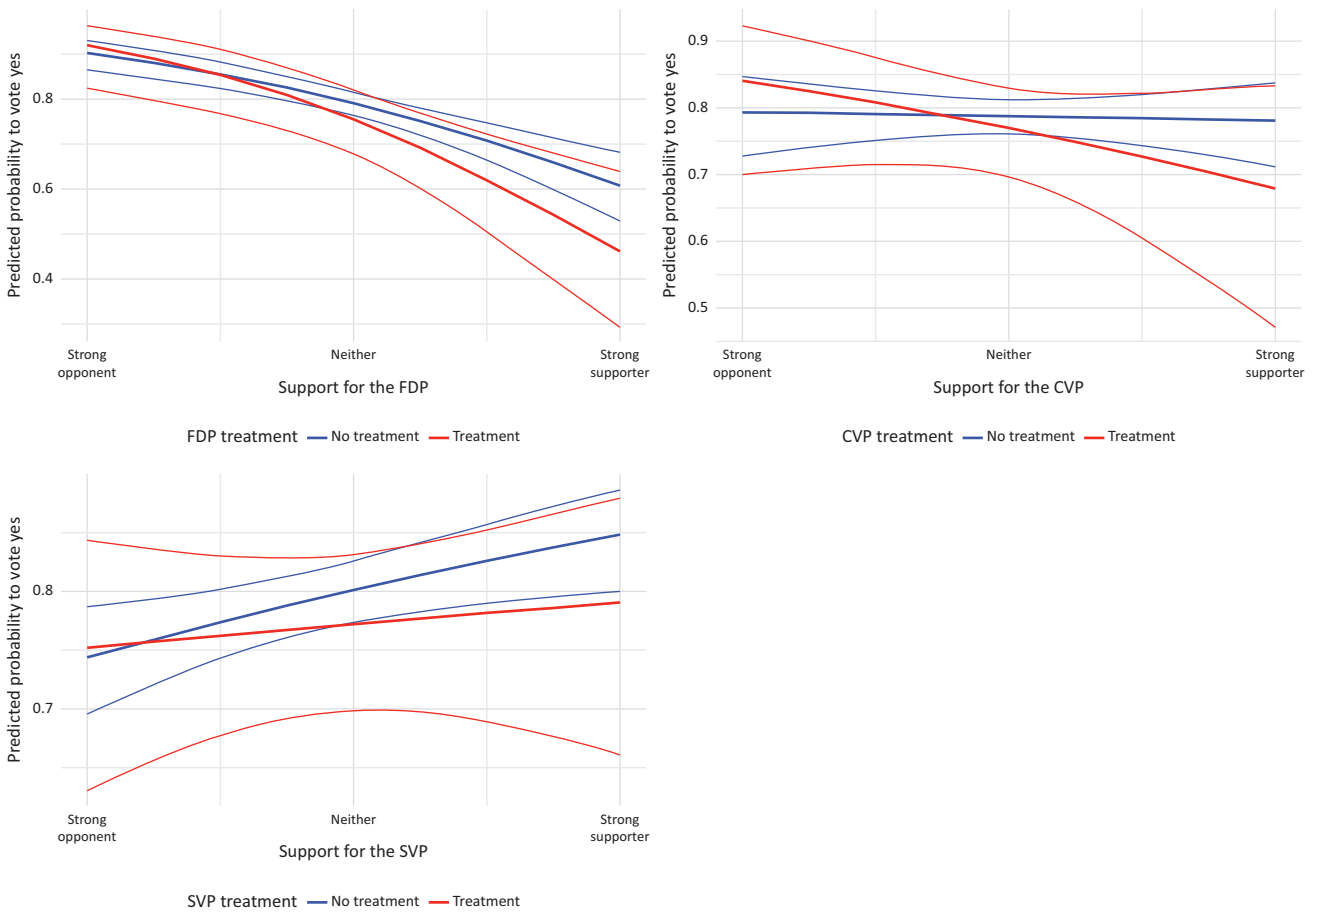 Predicted probability to vote yes
0.8
0.6
0.4
Strong opponent
Neither
Strong supporter
Support for the FDP
FDP treatment No treatment Treatment
Predicted probability to vote yes
0.9
0.8
0.7
0.6
0.5
Strong opponent
Neither
Strong supporter
Support for the CVP
CVP treatment No treatment Treatment
Predicted probability to vote yes
0.8
0.7
Strong opponent
Neither
Strong supporter
Support for the SVP
SVP treatment No treatment Treatment